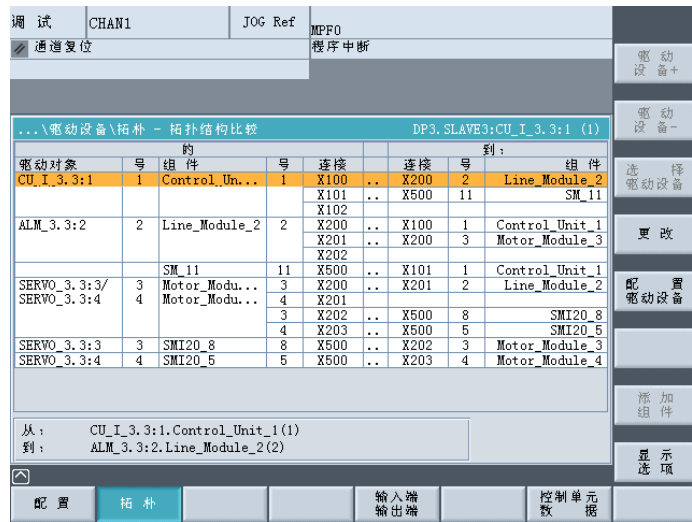 调 试 CHAN1 JOG Ref MPF0
通道复位 程序中断
驱 动
设 备+
驱 动
设 备-
选 择
驱动设备
更 改
配 置
驱动设备
添 加
组 件
显 示
选 项
...\驱动设备\拓朴 - 拓扑结构比较 DP3.SLAVE3:CU_I_3.3:1 (1)
的 到:
驱动对象 号 组 件 号 连接 连接 号 组 件
CU_I_3.3:1 1 Control_Un... 1 X100 .. X200 2 Line_Module_2
X101 .. X500 11 SM_11
X102
ALM_3.3:2 2 Line_Module_2 2 X200 .. X100 1 Control_Unit_1
X201 .. X200 3 Motor_Module_3
X202
SM_11 11 X500 .. X101 1 Control_Unit_1
SERVO_3.3:3/ 3 Motor_Modu... 3 X200 .. X201 2 Line_Module_2
SERVO_3.3:4 4 Motor_Modu... 4 X201
3 X202 .. X500 8 SMI20_8
4 X203 .. X500 5 SMI20_5
SERVO_3.3:3 3 SMI20_8 8 X500 .. X202 3 Motor_Module_3
SERVO_3.3:4 4 SMI20_5 5 X500 .. X203 4 Motor_Module_4
从: CU_I_3.3:1.Control_Unit_1(1)
到: ALM_3.3:2.Line_Module_2(2)
配 置 拓 朴 输入端 控制单元
输出端 数 据